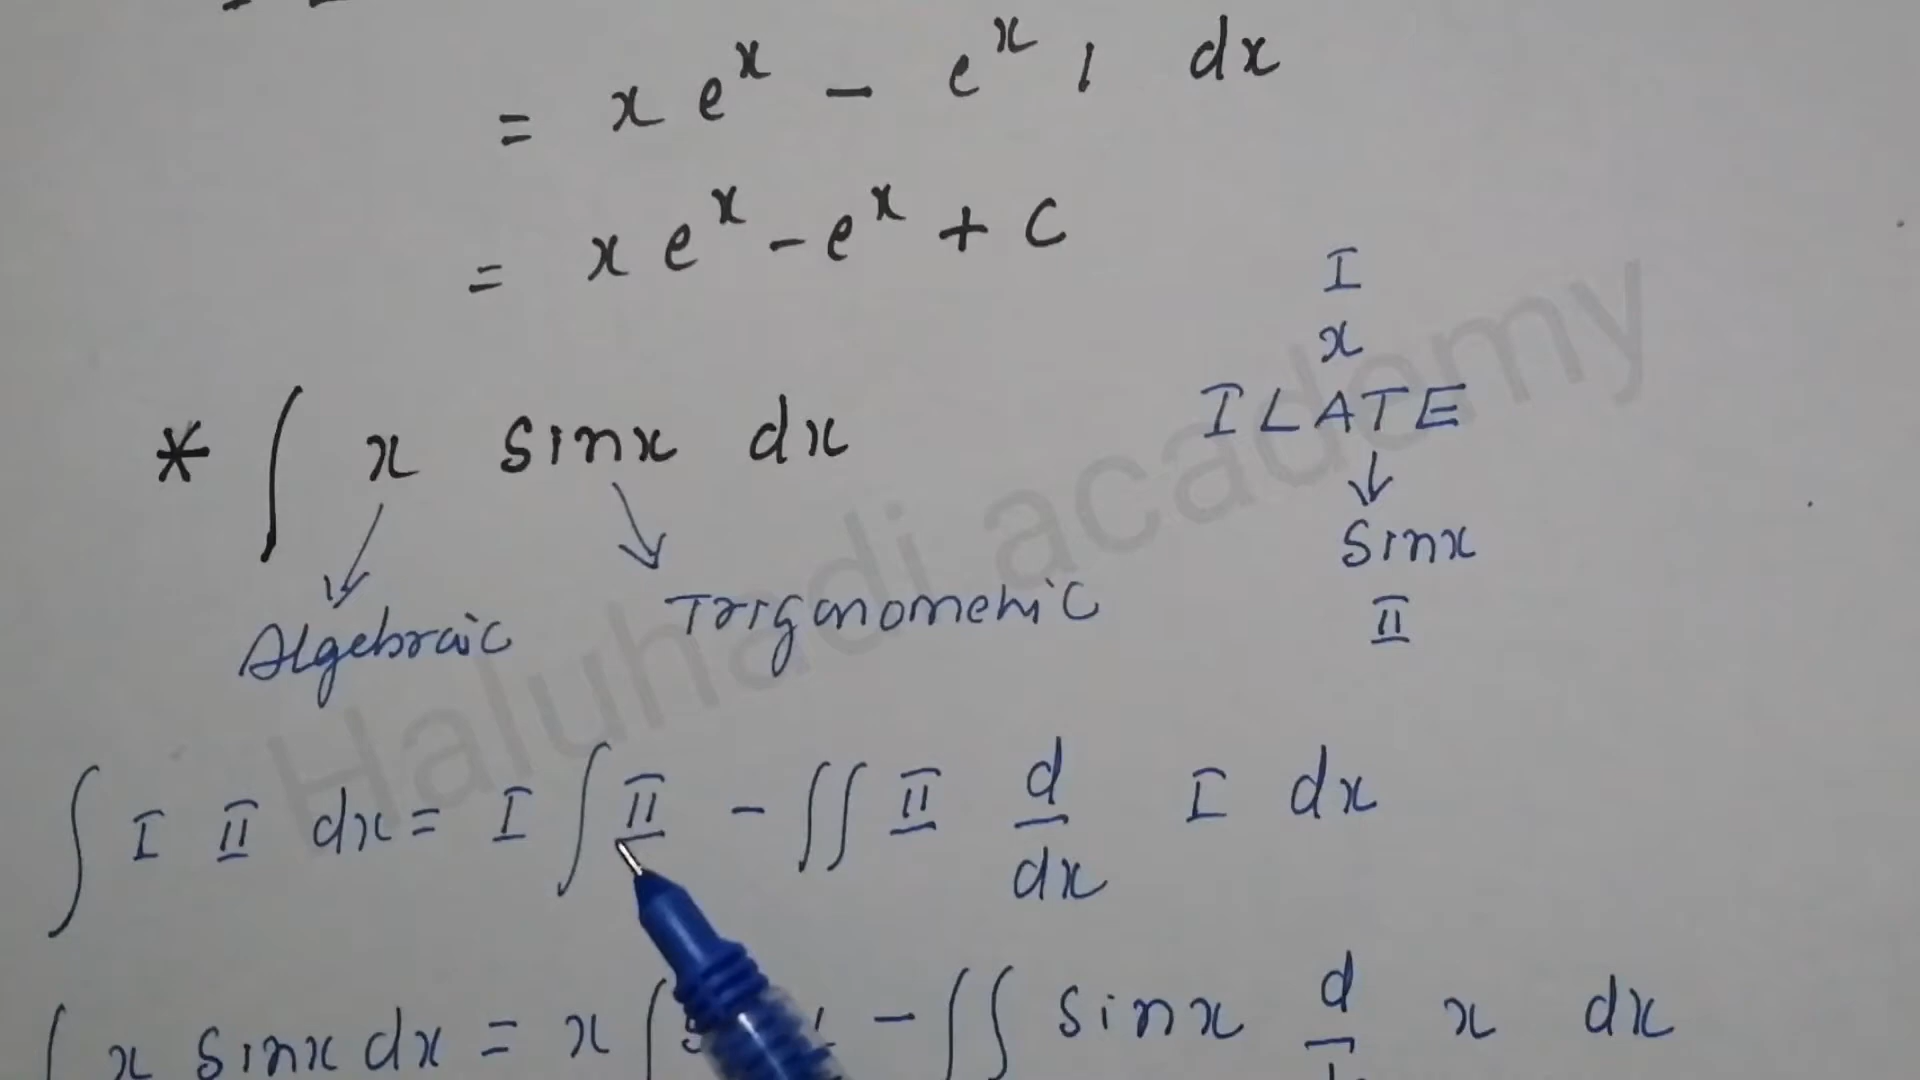 = x e^x - e^x 1 dx
= x e^x - e^x + C
I
x
ILATE
* ∫ x sinx dx
↓
sinx
II
Algebraic Trigonometric
∫ I II dx = I ∫ II - ∫∫ II d/dx I dx
∫ x sinx dx = x ∫ - ∫∫ sinx d x dx
Haluhadi academy